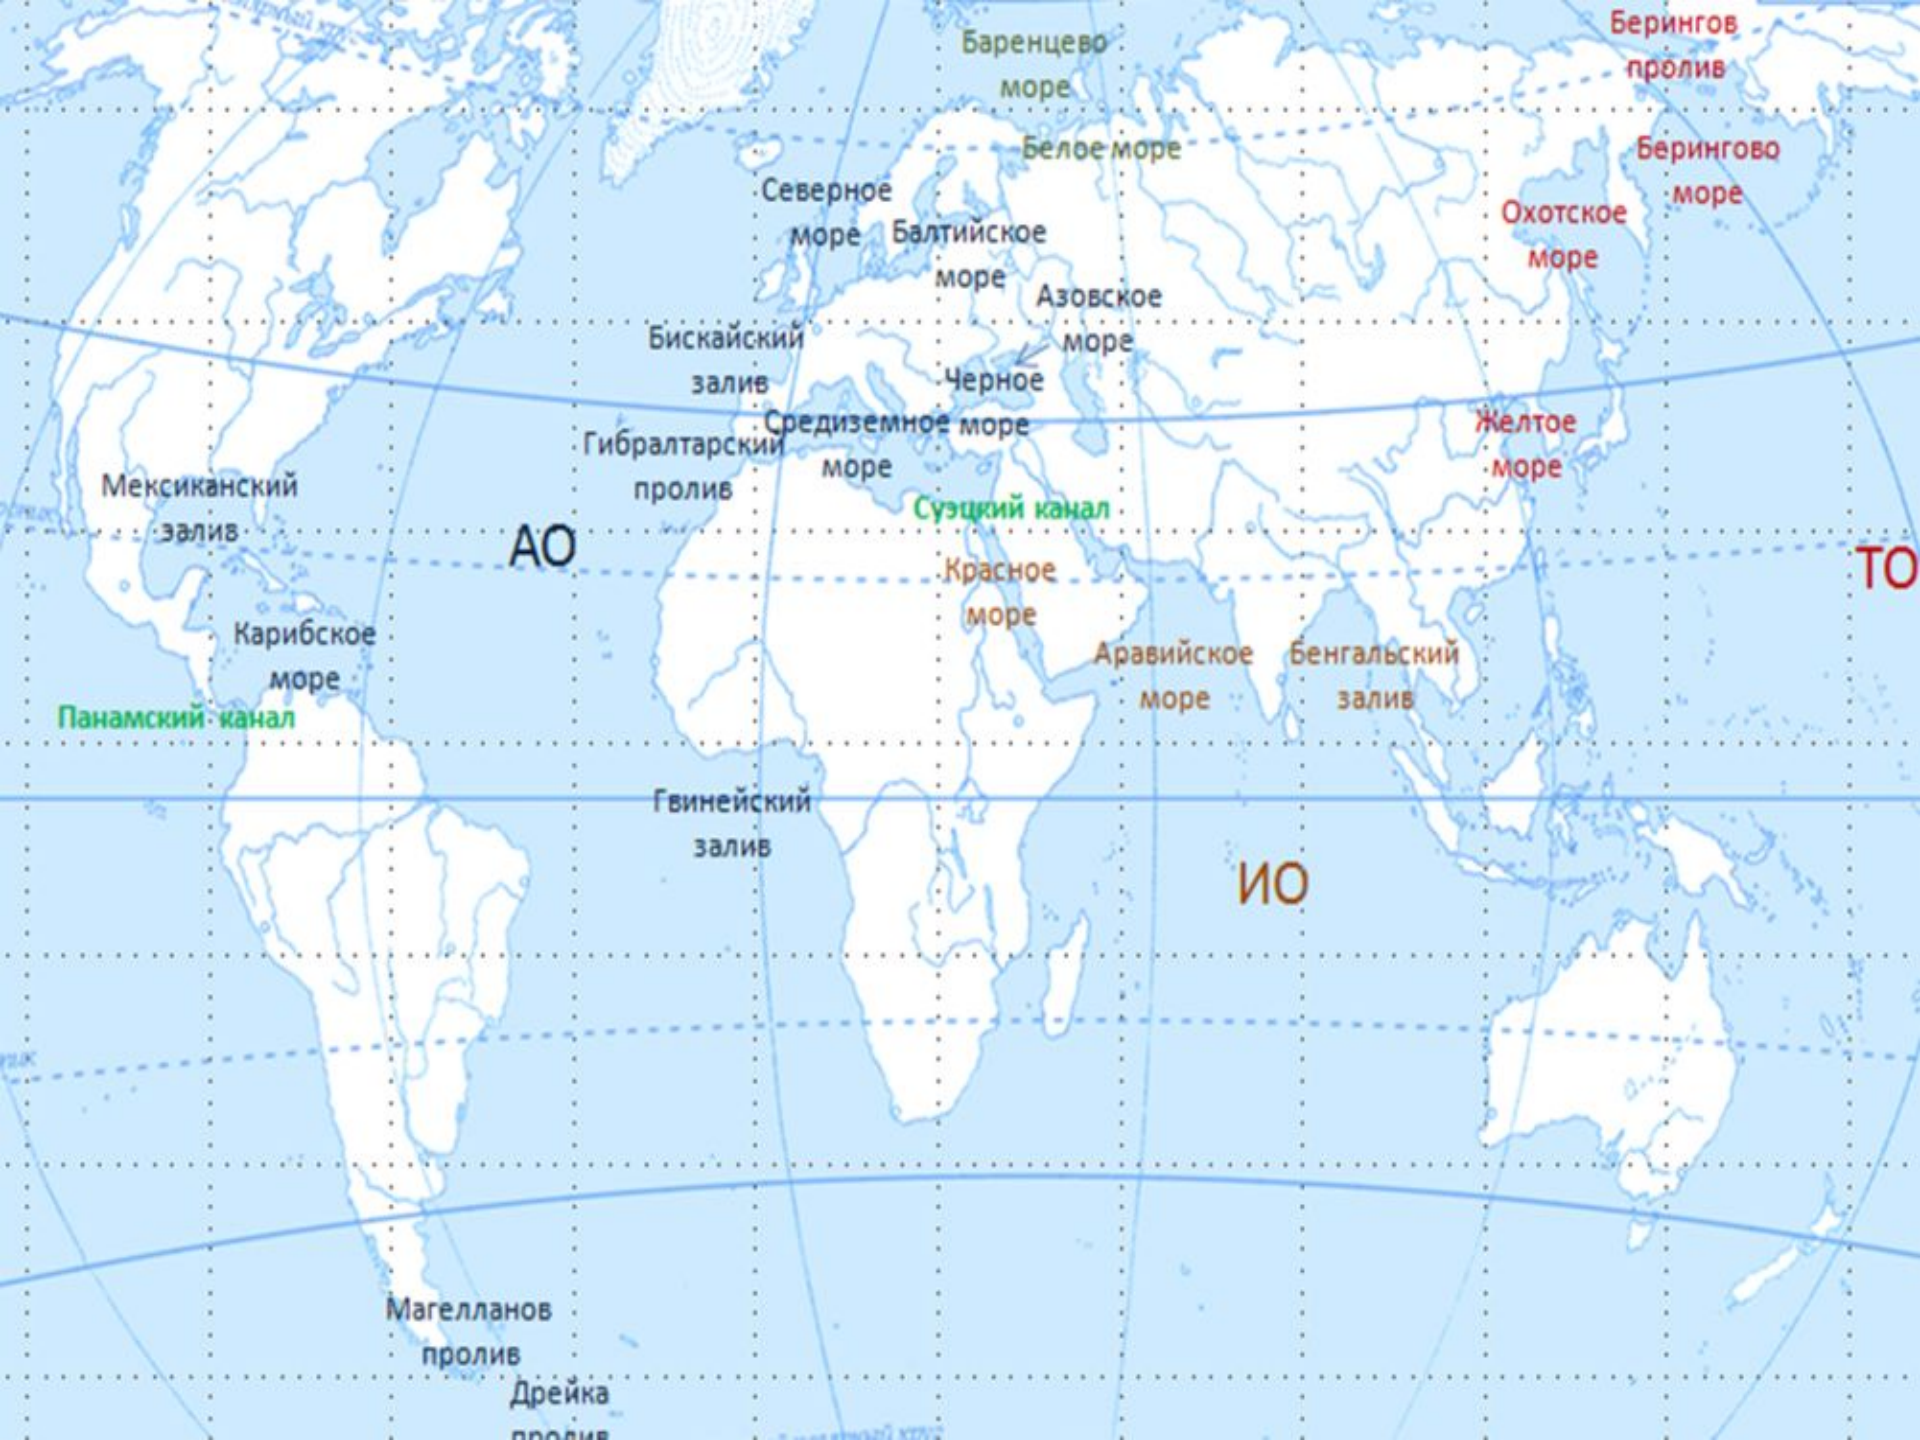 Берингов
пролив
Баренцево
море
Белое море
Берингово
море
Северное
море
Охотское
море
Балтийское
море
Азовское
море
Бискайский
залив
Черное
море
Средиземное
море
Желтое
море
Гибралтарский
пролив
Мексиканский
залив
Суэцкий канал
АО
ТО
Красное
море
Карибское
море
Аравийское
море
Бенгальский
залив
Панамский канал
Гвинейский
залив
ИО
Магелланов
пролив
Дрейка
пролив